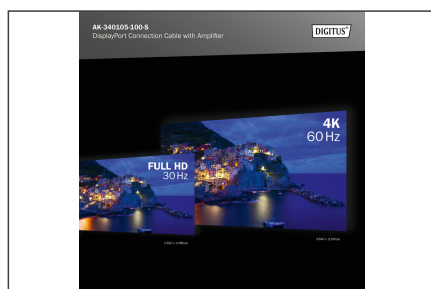 AK-340105-100-S
DisplayPort Connection Cable with Amplifier
DIGITUS®
4K
60 Hz
FULL HD
30 Hz